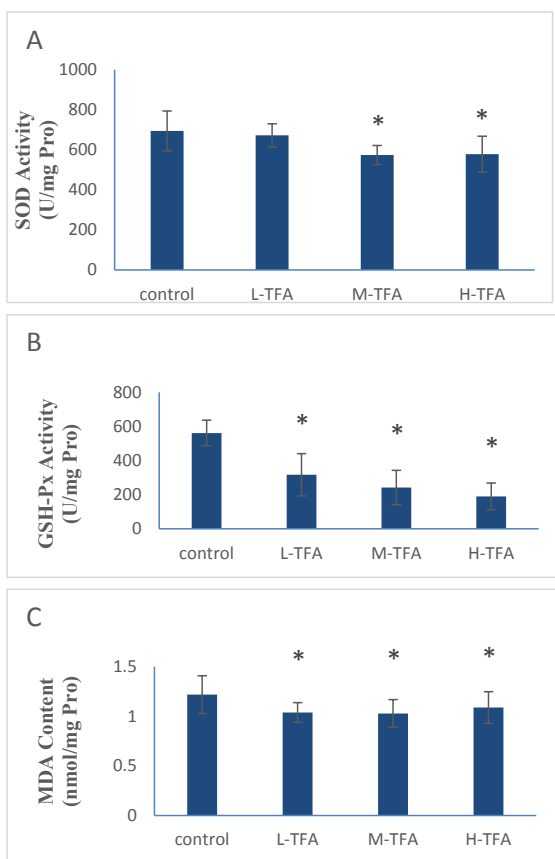 A
SOD Activity
(U/mg Pro)
1000
800
600
400
200
0
* *
control L-TFA M-TFA H-TFA
B
GSH-Px Activity
(U/mg Pro)
800
600
400
200
0
* * *
control L-TFA M-TFA H-TFA
C
MDA Content
(nmol/mg Pro)
1.5
1
0.5
0
* * *
control L-TFA M-TFA H-TFA